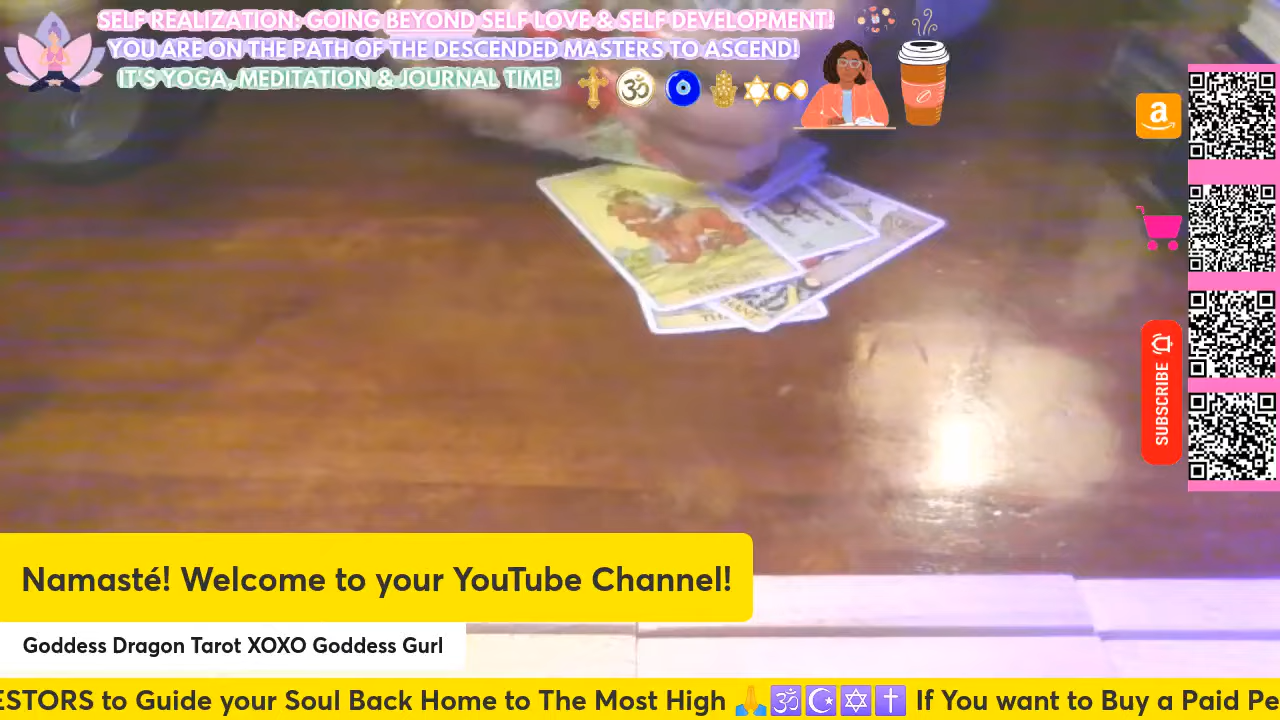 SELF REALIZATION: GOING BEYOND SELF LOVE & SELF DEVELOPMENT!
YOU ARE ON THE PATH OF THE DESCENDED MASTERS TO ASCEND!
IT'S YOGA, MEDITATION & JOURNAL TIME!
a
SUBSCRIBE
Namasté! Welcome to your YouTube Channel!
Goddess Dragon Tarot XOXO Goddess Gurl
ESTORS to Guide your Soul Back Home to The Most High 🙏🕉☪✡✝ If You want to Buy a Paid Pe